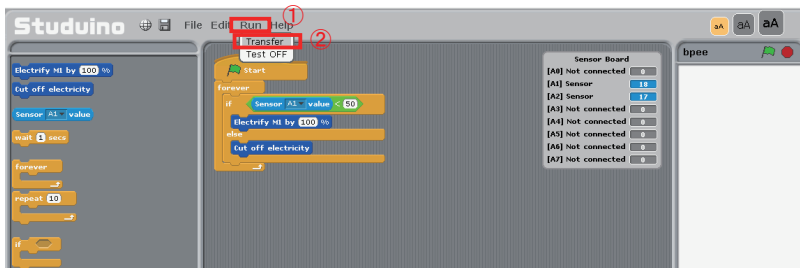 ①
Studuino File Edit Run Help
aA aA aA
Transfer ②
Test OFF
Electrify M1 by 100 %
Cut off electricity
Sensor A1 value
wait 1 secs
forever
repeat 10
if
Start
forever
if Sensor A1 value < 50
Electrify M1 by 100 %
else
Cut off electricity
Sensor Board
[A0] Not connected 0
[A1] Sensor 18
[A2] Sensor 17
[A3] Not connected 0
[A4] Not connected 0
[A5] Not connected 0
[A6] Not connected 0
[A7] Not connected 0
bpee